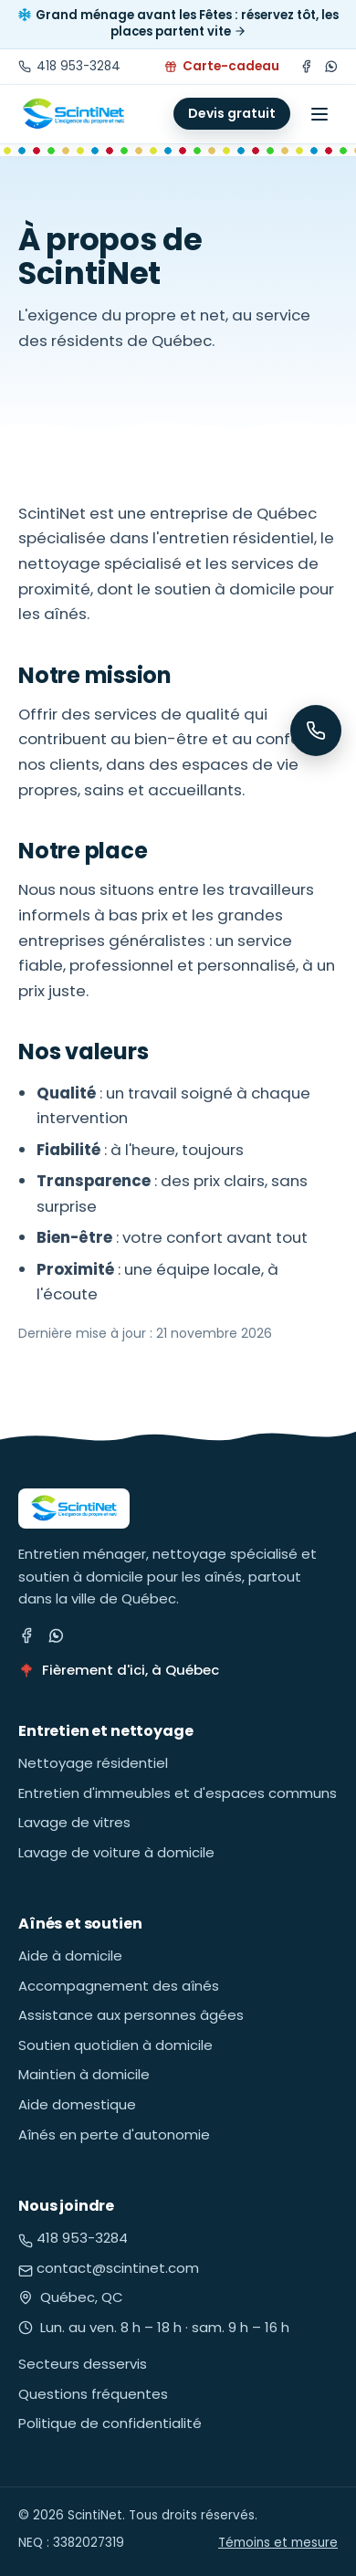 Grand ménage avant les Fêtes : réservez tôt, les
places partent vite →
418 953-3284
Carte-cadeau
ScintiNet
L'exigence du propre et net
Devis gratuit
À propos de
ScintiNet
L'exigence du propre et net, au service
des résidents de Québec.
ScintiNet est une entreprise de Québec
spécialisée dans l'entretien résidentiel, le
nettoyage spécialisé et les services de
proximité, dont le soutien à domicile pour
les aînés.
Notre mission
Offrir des services de qualité qui
contribuent au bien-être et au
nos clients, dans des espaces de vie
propres, sains et accueillants.
Notre place
Nous nous situons entre les travailleurs
informels à bas prix et les grandes
entreprises généralistes : un service
fiable, professionnel et personnalisé, à un
prix juste.
Nos valeurs
Qualité : un travail soigné à chaque
intervention
Fiabilité : à l'heure, toujours
Transparence : des prix clairs, sans
surprise
Bien-être : votre confort avant tout
Proximité : une équipe locale, à
l'écoute
Dernière mise à jour : 21 novembre 2026
ScintiNet
L'exigence du propre et net
Entretien ménager, nettoyage spécialisé et
soutien à domicile pour les aînés, partout
dans la ville de Québec.
Fièrement d'ici, à Québec
Entretien et nettoyage
Nettoyage résidentiel
Entretien d'immeubles et d'espaces communs
Lavage de vitres
Lavage de voiture à domicile
Aînés et soutien
Aide à domicile
Accompagnement des aînés
Assistance aux personnes âgées
Soutien quotidien à domicile
Maintien à domicile
Aide domestique
Aînés en perte d'autonomie
Nous joindre
418 953-3284
contact@scintinet.com
Québec, QC
Lun. au ven. 8 h – 18 h · sam. 9 h – 16 h
Secteurs desservis
Questions fréquentes
Politique de confidentialité
© 2026 ScintiNet. Tous droits réservés.
NEQ : 3382027319
Témoins et mesure